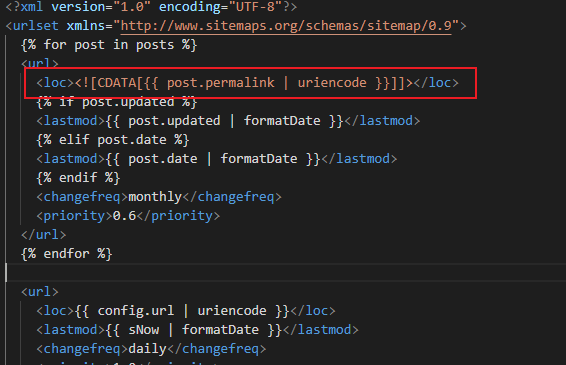 <?xml version="1.0" encoding="UTF-8"?>
<urlset xmlns="http://www.sitemaps.org/schemas/sitemap/0.9">
{% for post in posts %}
<url>
<loc><![CDATA[{{ post.permalink | uriencode }}]]></loc>
{% if post.updated %}
<lastmod>{{ post.updated | formatDate }}</lastmod>
{% elif post.date %}
<lastmod>{{ post.date | formatDate }}</lastmod>
{% endif %}
<changefreq>monthly</changefreq>
<priority>0.6</priority>
</url>
{% endfor %}
<url>
<loc>{{ config.url | uriencode }}</loc>
<lastmod>{{ sNow | formatDate }}</lastmod>
<changefreq>daily</changefreq>